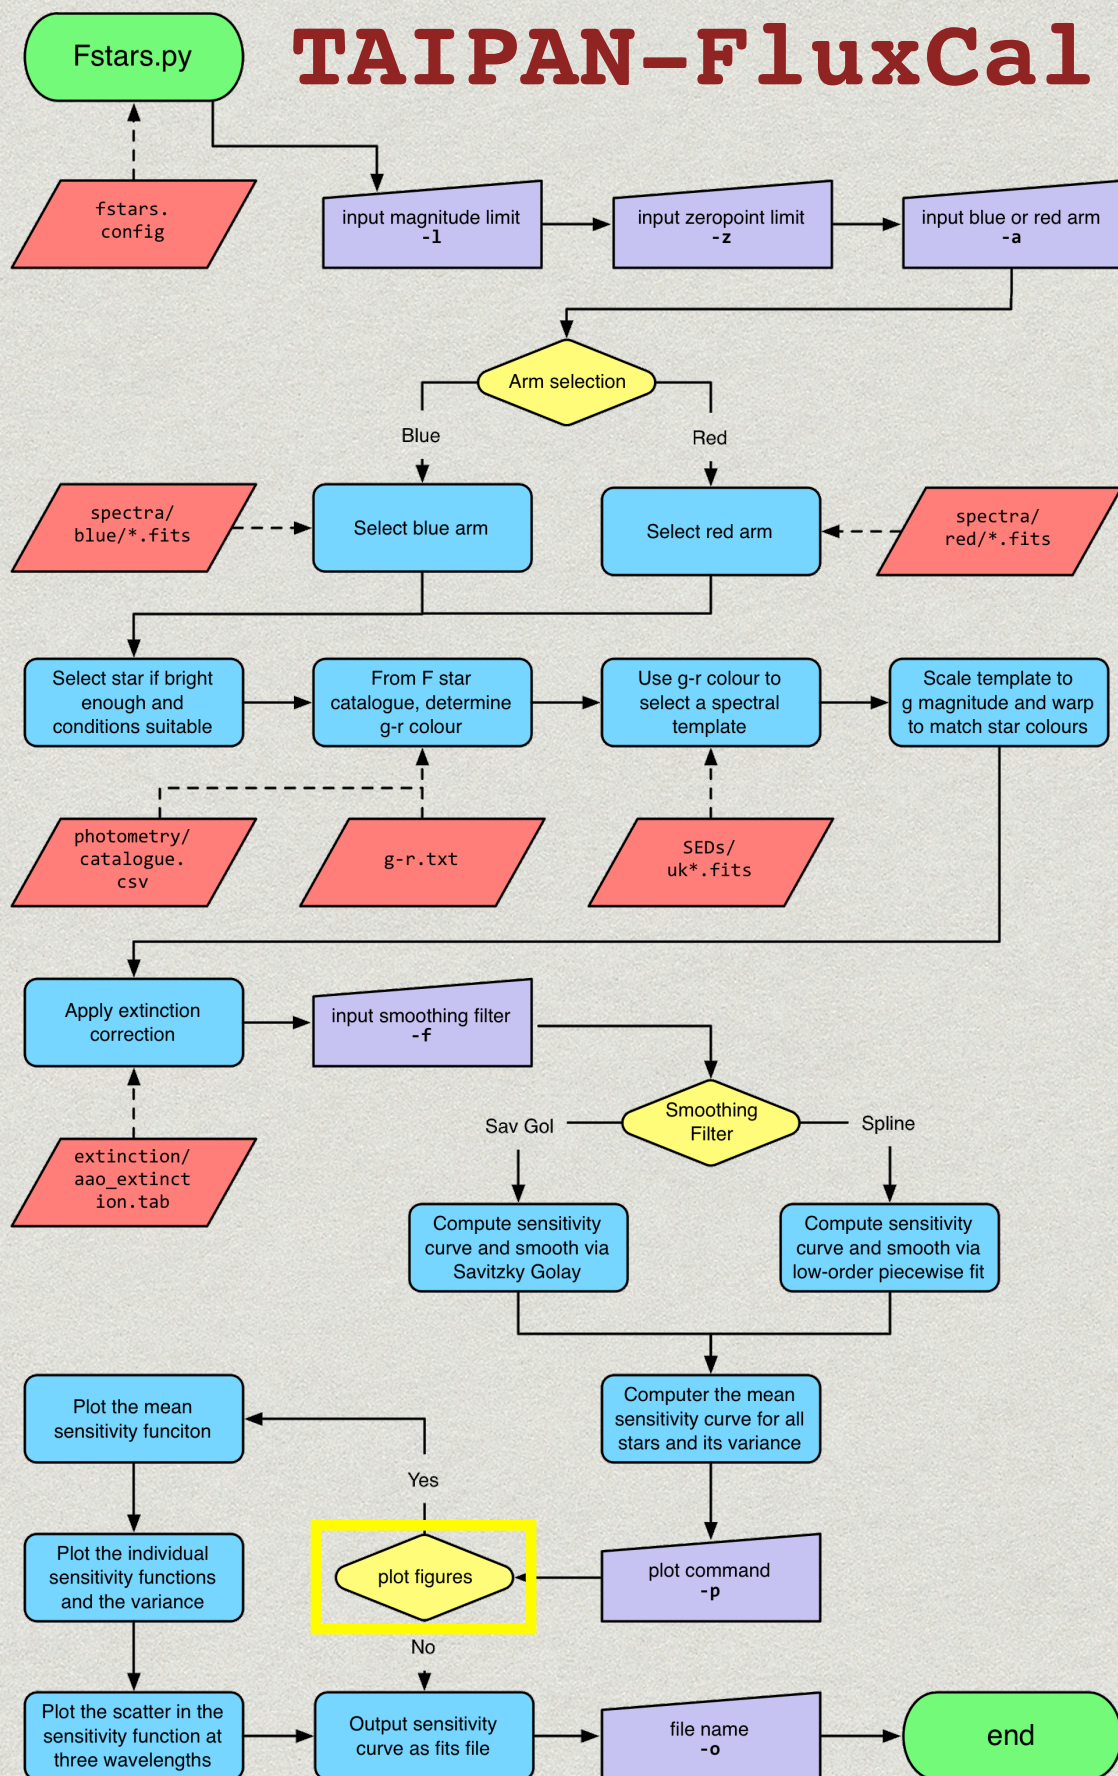 Fstars.py
TAIPAN-FluxCal
fstars.
config
input magnitude limit
-l
input zeropoint limit
-z
input blue or red arm
-a
Arm selection
Blue
Red
spectra/
blue/*.fits
Select blue arm
Select red arm
spectra/
red/*.fits
Select star if bright
enough and
conditions suitable
From F star
catalogue, determine
g-r colour
Use g-r colour to
select a spectral
template
Scale template to
g magnitude and warp
to match star colours
photometry/
catalogue.
csv
g-r.txt
SEDs/
uk*.fits
Apply extinction
correction
input smoothing filter
-f
extinction/
aao_extinct
ion.tab
Smoothing
Filter
Sav Gol
Spline
Compute sensitivity
curve and smooth via
Savitzky Golay
Compute sensitivity
curve and smooth via
low-order piecewise fit
Computer the mean
sensitivity curve for all
stars and its variance
Plot the mean
sensitivity funciton
Yes
Plot the individual
sensitivity functions
and the variance
plot figures
plot command
-p
No
Plot the scatter in the
sensitivity function at
three wavelengths
Output sensitivity
curve as fits file
file name
-o
end